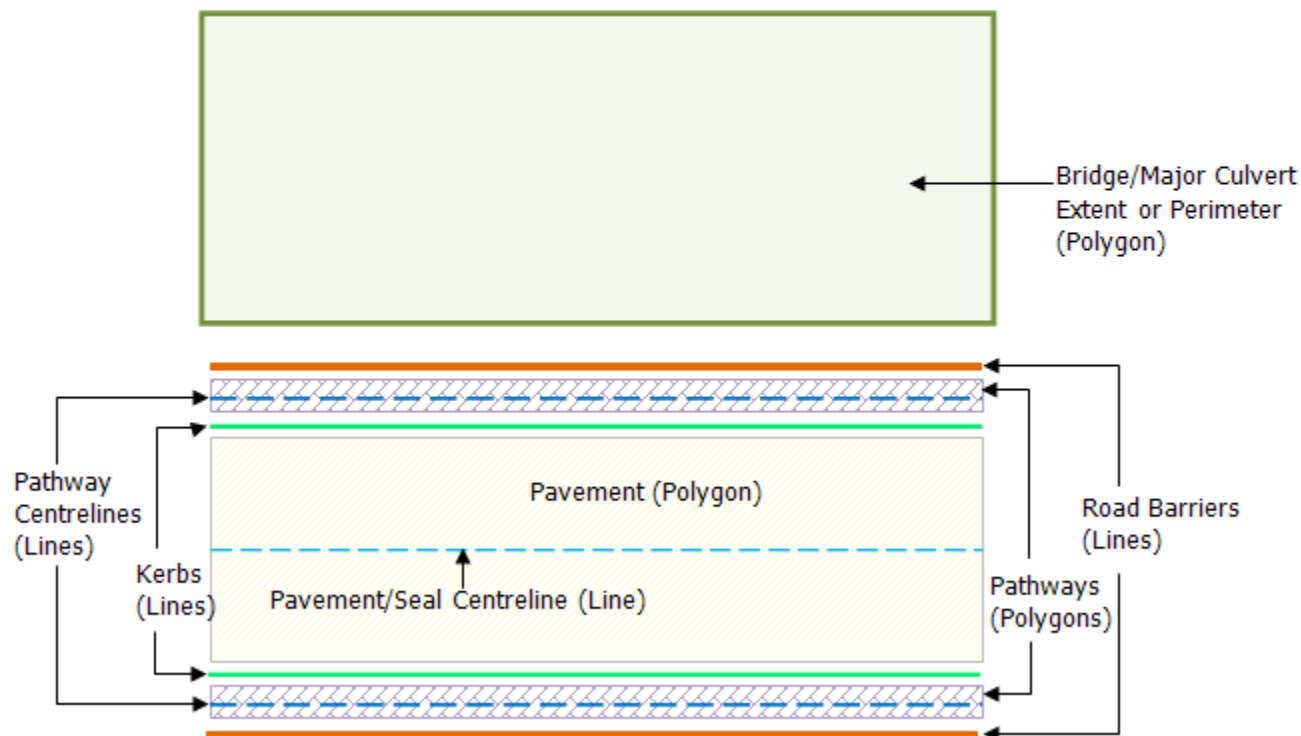 Bridge/Major Culvert
Extent or Perimeter
(Polygon)
Pathway
Centrelines
(Lines)
Kerbs
(Lines)
Pavement (Polygon)
Pavement/Seal Centreline (Line)
Road Barriers
(Lines)
Pathways
(Polygons)